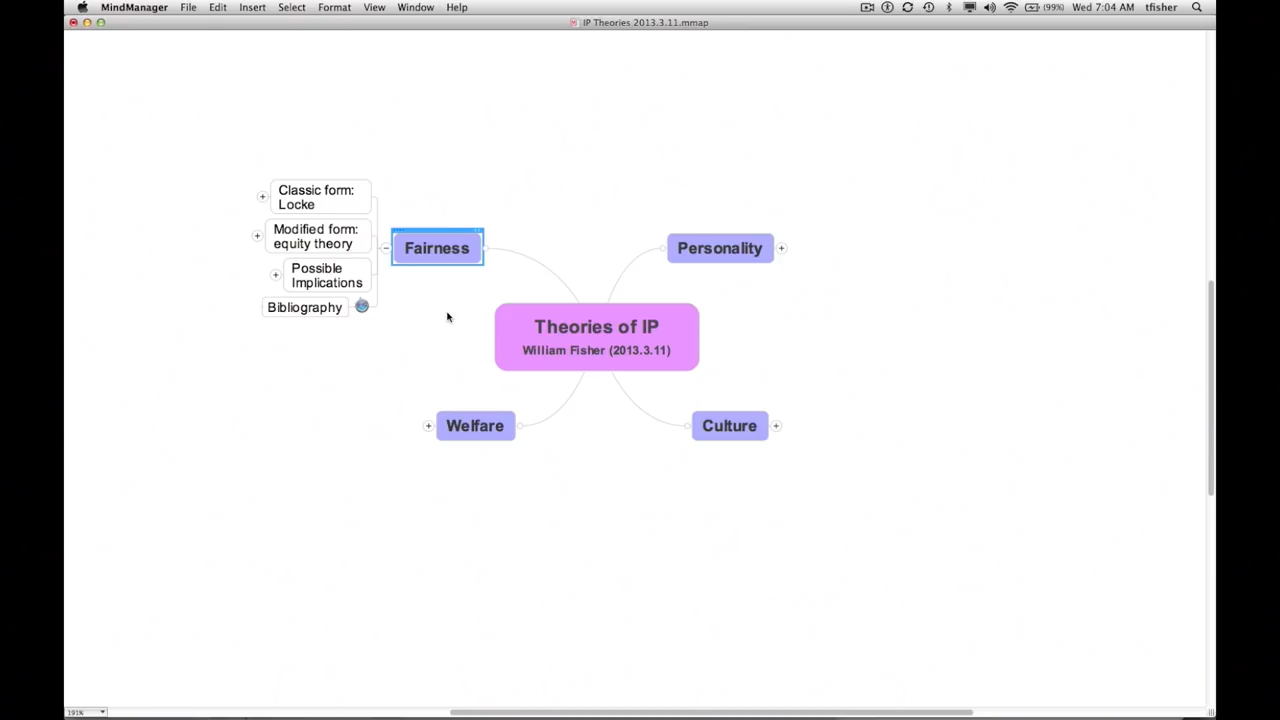 MindManager File Edit Insert Select Format View Window Help (99%) Wed 7:04 AM tfisher
IP Theories 2013.3.11.mmap
Classic form:
Locke
Modified form:
equity theory
Possible
Implications
Bibliography
Fairness
Personality
Theories of IP
William Fisher (2013.3.11)
Welfare
Culture
191%